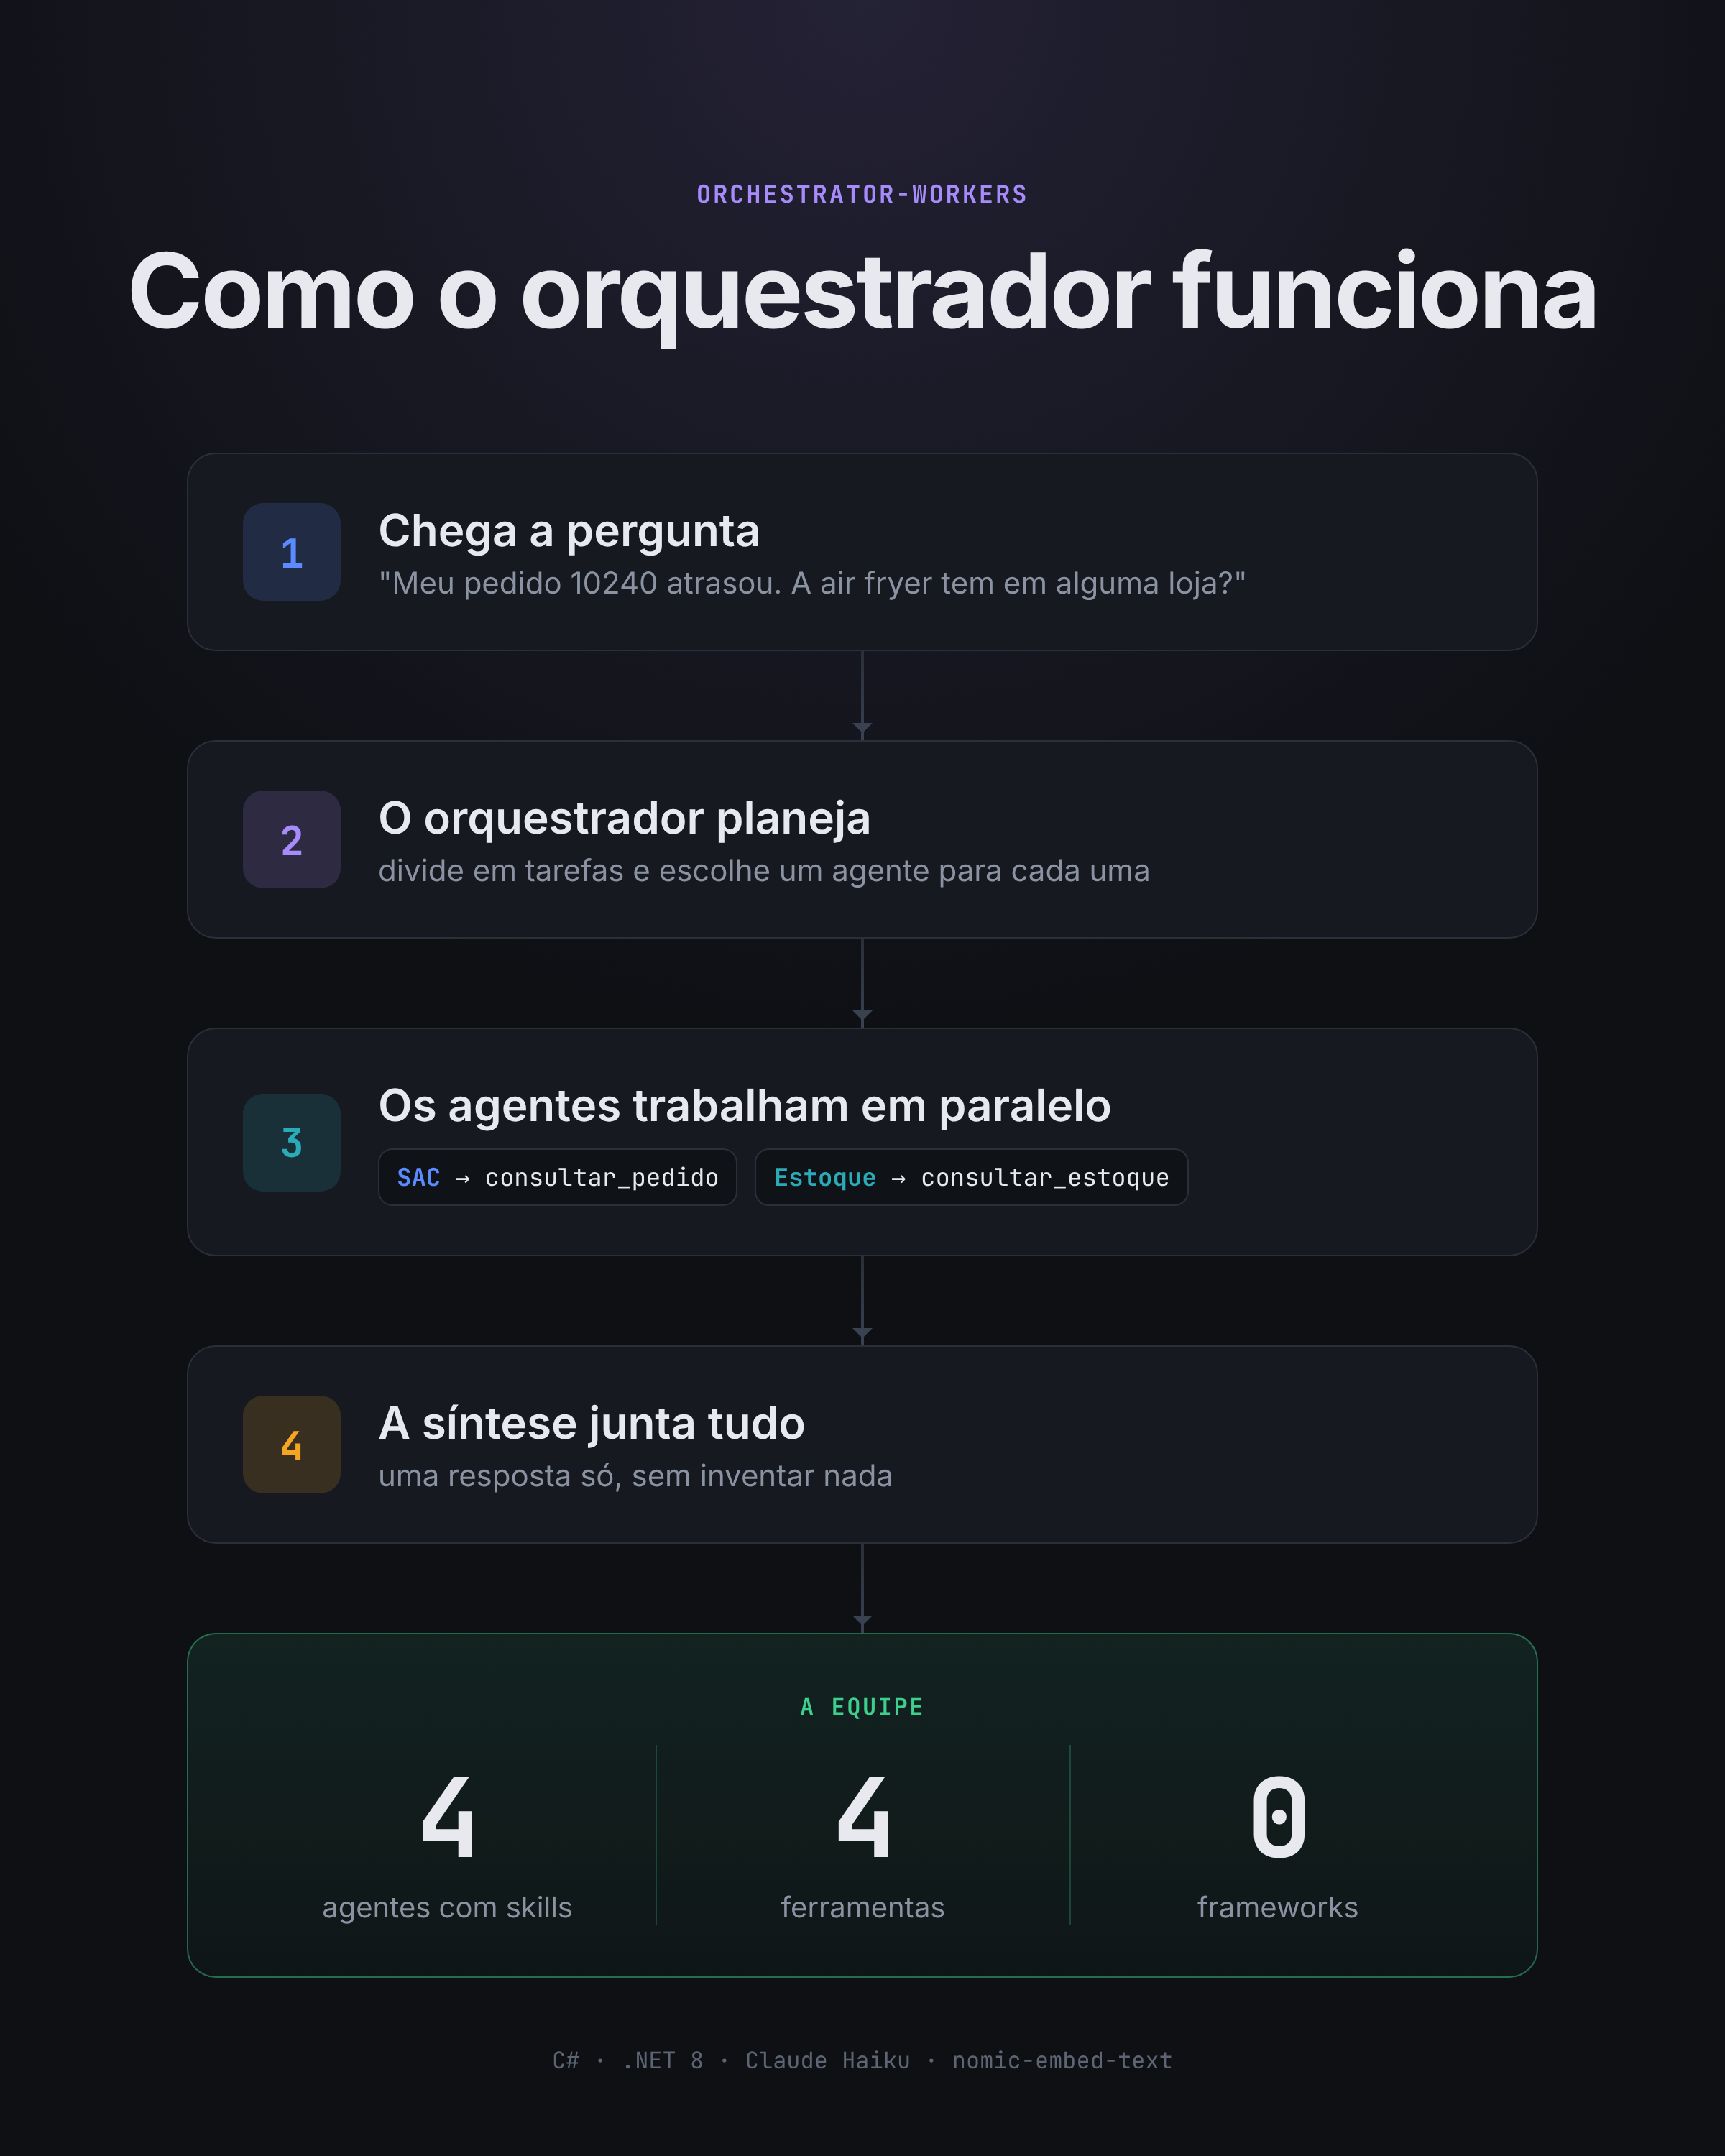 ORCHESTRATOR-WORKERS
Como o orquestrador funciona
1
Chega a pergunta
"Meu pedido 10240 atrasou. A air fryer tem em alguma loja?"
2
O orquestrador planeja
divide em tarefas e escolhe um agente para cada uma
3
Os agentes trabalham em paralelo
SAC → consultar_pedido
Estoque → consultar_estoque
4
A síntese junta tudo
uma resposta só, sem inventar nada
A EQUIPE
4
agentes com skills
4
ferramentas
0
frameworks
C# · .NET 8 · Claude Haiku · nomic-embed-text